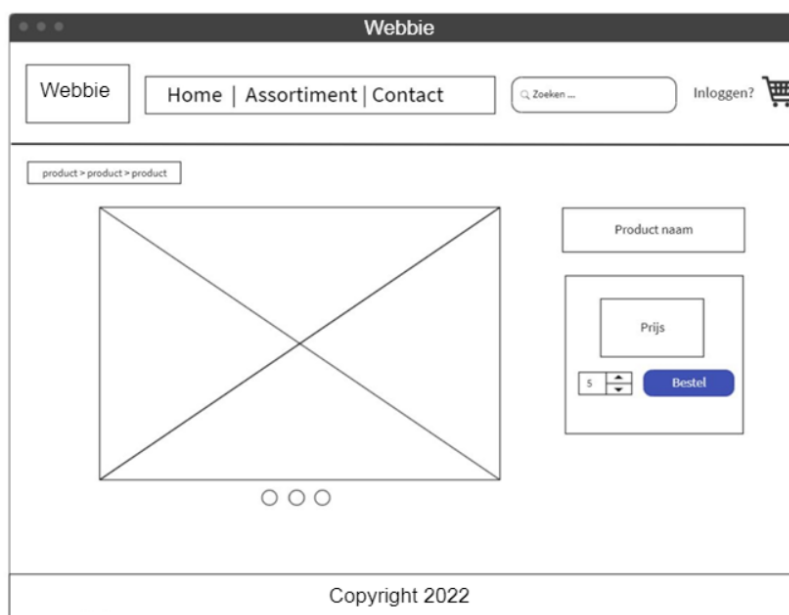 Webbie
Webbie
Home | Assortiment | Contact
Zoeken ...
Inloggen?
product > product > product
Product naam
Prijs
5
Bestel
Copyright 2022